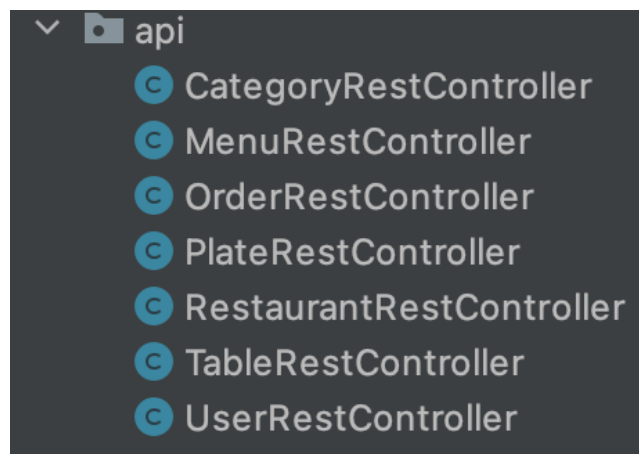 api
C CategoryRestController
C MenuRestController
C OrderRestController
C PlateRestController
C RestaurantRestController
C TableRestController
C UserRestController